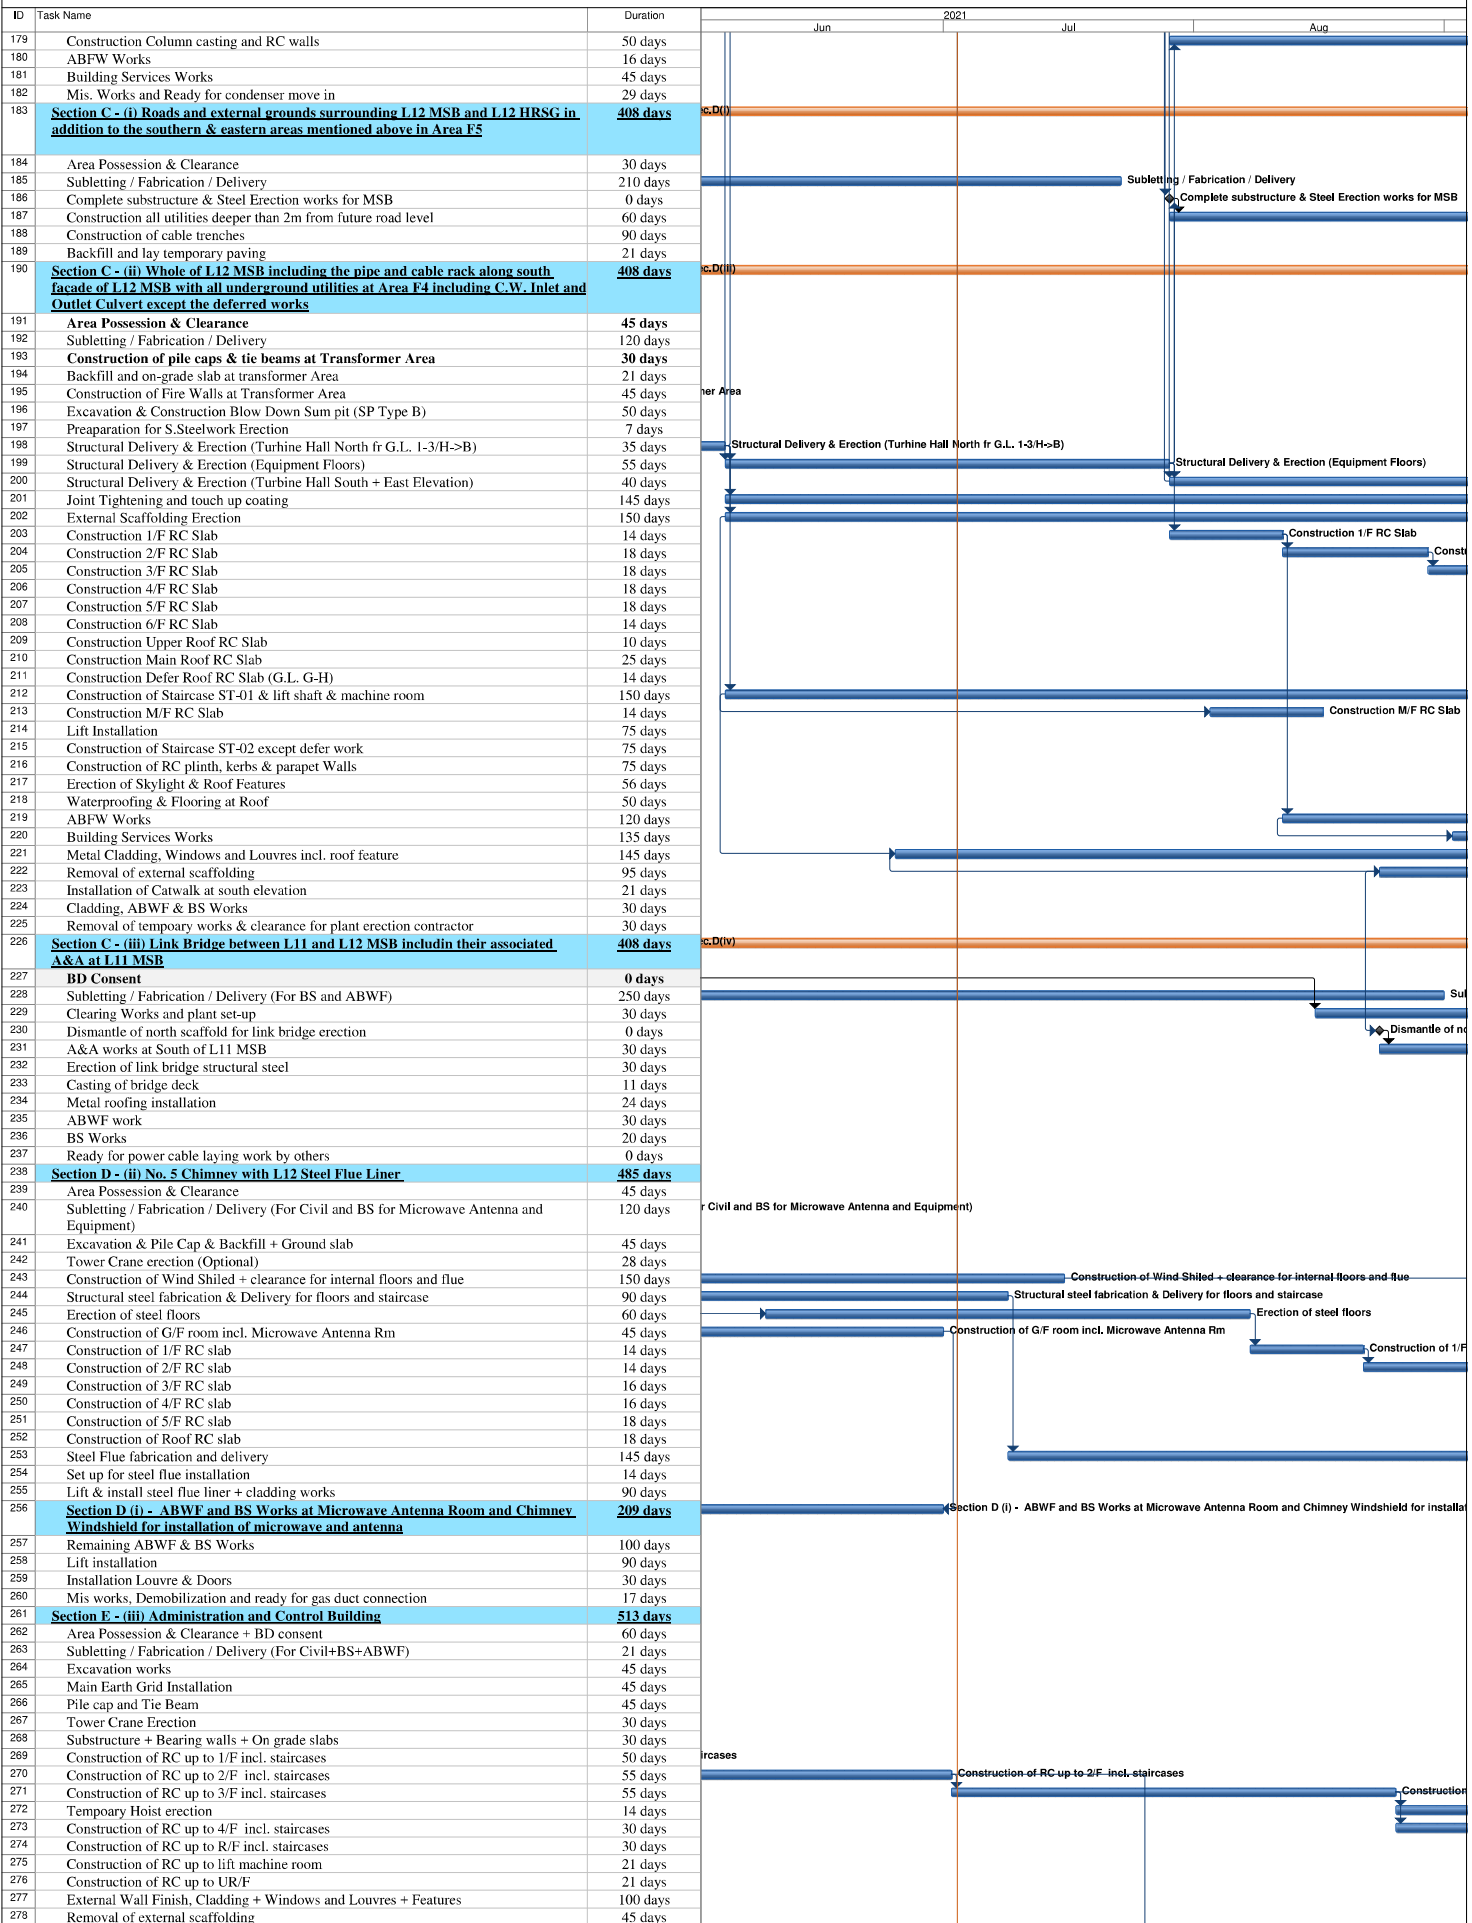 ID Task Name Duration 2021
Jun Jul Aug
179 Construction Column casting and RC walls 50 days
180 ABFW Works 16 days
181 Building Services Works 45 days
182 Mis. Works and Ready for condenser move in 29 days
183 Section C - (i) Roads and external grounds surrounding L12 MSB and L12 HRSG in 408 days ec.D(i)
addition to the southern & eastern areas mentioned above in Area F5
184 Area Possession & Clearance 30 days
185 Subletting / Fabrication / Delivery 210 days Subletting / Fabrication / Delivery
186 Complete substructure & Steel Erection works for MSB 0 days Complete substructure & Steel Erection works for MSB
187 Construction all utilities deeper than 2m from future road level 60 days
188 Construction of cable trenches 90 days
189 Backfill and lay temporary paving 21 days
190 Section C - (ii) Whole of L12 MSB including the pipe and cable rack along south 408 days ec.D(iii)
façade of L12 MSB with all underground utilities at Area F4 including C.W. Inlet and
Outlet Culvert except the deferred works
191 Area Possession & Clearance 45 days
192 Subletting / Fabrication / Delivery 120 days
193 Construction of pile caps & tie beams at Transformer Area 30 days
194 Backfill and on-grade slab at transformer Area 21 days
195 Construction of Fire Walls at Transformer Area 45 days ner Area
196 Excavation & Construction Blow Down Sum pit (SP Type B) 50 days
197 Preaparation for S.Steelwork Erection 7 days
198 Structural Delivery & Erection (Turbine Hall North fr G.L. 1-3/H->B) 35 days Structural Delivery & Erection (Turbine Hall North fr G.L. 1-3/H->B)
199 Structural Delivery & Erection (Equipment Floors) 55 days Structural Delivery & Erection (Equipment Floors)
200 Structural Delivery & Erection (Turbine Hall South + East Elevation) 40 days
201 Joint Tightening and touch up coating 145 days
202 External Scaffolding Erection 150 days
203 Construction 1/F RC Slab 14 days Construction 1/F RC Slab
204 Construction 2/F RC Slab 18 days Constr
205 Construction 3/F RC Slab 18 days
206 Construction 4/F RC Slab 18 days
207 Construction 5/F RC Slab 18 days
208 Construction 6/F RC Slab 14 days
209 Construction Upper Roof RC Slab 10 days
210 Construction Main Roof RC Slab 25 days
211 Construction Defer Roof RC Slab (G.L. G-H) 14 days
212 Construction of Staircase ST-01 & lift shaft & machine room 150 days
213 Construction M/F RC Slab 14 days Construction M/F RC Slab
214 Lift Installation 75 days
215 Construction of Staircase ST-02 except defer work 75 days
216 Construction of RC plinth, kerbs & parapet Walls 75 days
217 Erection of Skylight & Roof Features 56 days
218 Waterproofing & Flooring at Roof 50 days
219 ABFW Works 120 days
220 Building Services Works 135 days
221 Metal Cladding, Windows and Louvres incl. roof feature 145 days
222 Removal of external scaffolding 95 days
223 Installation of Catwalk at south elevation 21 days
224 Cladding, ABWF & BS Works 30 days
225 Removal of tempoary works & clearance for plant erection contractor 30 days
226 Section C - (iii) Link Bridge between L11 and L12 MSB includin their associated 408 days ec.D(iv)
A&A at L11 MSB
227 BD Consent 0 days
228 Subletting / Fabrication / Delivery (For BS and ABWF) 250 days Sul
229 Clearing Works and plant set-up 30 days
230 Dismantle of north scaffold for link bridge erection 0 days Dismantle of no
231 A&A works at South of L11 MSB 30 days
232 Erection of link bridge structural steel 30 days
233 Casting of bridge deck 11 days
234 Metal roofing installation 24 days
235 ABWF work 30 days
236 BS Works 20 days
237 Ready for power cable laying work by others 0 days
238 Section D - (ii) No. 5 Chimney with L12 Steel Flue Liner 485 days
239 Area Possession & Clearance 45 days
240 Subletting / Fabrication / Delivery (For Civil and BS for Microwave Antenna and 120 days r Civil and BS for Microwave Antenna and Equipment)
Equipment)
241 Excavation & Pile Cap & Backfill + Ground slab 45 days
242 Tower Crane erection (Optional) 28 days
243 Construction of Wind Shiled + clearance for internal floors and flue 150 days Construction of Wind Shiled + clearance for internal floors and flue
244 Structural steel fabrication & Delivery for floors and staircase 90 days Structural steel fabrication & Delivery for floors and staircase
245 Erection of steel floors 60 days Erection of steel floors
246 Construction of G/F room incl. Microwave Antenna Rm 45 days Construction of G/F room incl. Microwave Antenna Rm
247 Construction of 1/F RC slab 14 days Construction of 1/F
248 Construction of 2/F RC slab 14 days
249 Construction of 3/F RC slab 16 days
250 Construction of 4/F RC slab 16 days
251 Construction of 5/F RC slab 18 days
252 Construction of Roof RC slab 18 days
253 Steel Flue fabrication and delivery 145 days
254 Set up for steel flue installation 14 days
255 Lift & install steel flue liner + cladding works 90 days
256 Section D (i) - ABWF and BS Works at Microwave Antenna Room and Chimney 209 days Section D (i) - ABWF and BS Works at Microwave Antenna Room and Chimney Windshield for installat
Windshield for installation of microwave and antenna
257 Remaining ABWF & BS Works 100 days
258 Lift installation 90 days
259 Installation Louvre & Doors 30 days
260 Mis works, Demobilization and ready for gas duct connection 17 days
261 Section E - (iii) Administration and Control Building 513 days
262 Area Possession & Clearance + BD consent 60 days
263 Subletting / Fabrication / Delivery (For Civil+BS+ABWF) 21 days
264 Excavation works 45 days
265 Main Earth Grid Installation 45 days
266 Pile cap and Tie Beam 45 days
267 Tower Crane Erection 30 days
268 Substructure + Bearing walls + On grade slabs 30 days
269 Construction of RC up to 1/F incl. staircases 50 days ircases
270 Construction of RC up to 2/F incl. staircases 55 days Construction of RC up to 2/F incl. staircases
271 Construction of RC up to 3/F incl. staircases 55 days Construction
272 Tempoary Hoist erection 14 days
273 Construction of RC up to 4/F incl. staircases 30 days
274 Construction of RC up to R/F incl. staircases 30 days
275 Construction of RC up to lift machine room 21 days
276 Construction of RC up to UR/F 21 days
277 External Wall Finish, Cladding + Windows and Louvres + Features 100 days
278 Removal of external scaffolding 45 days